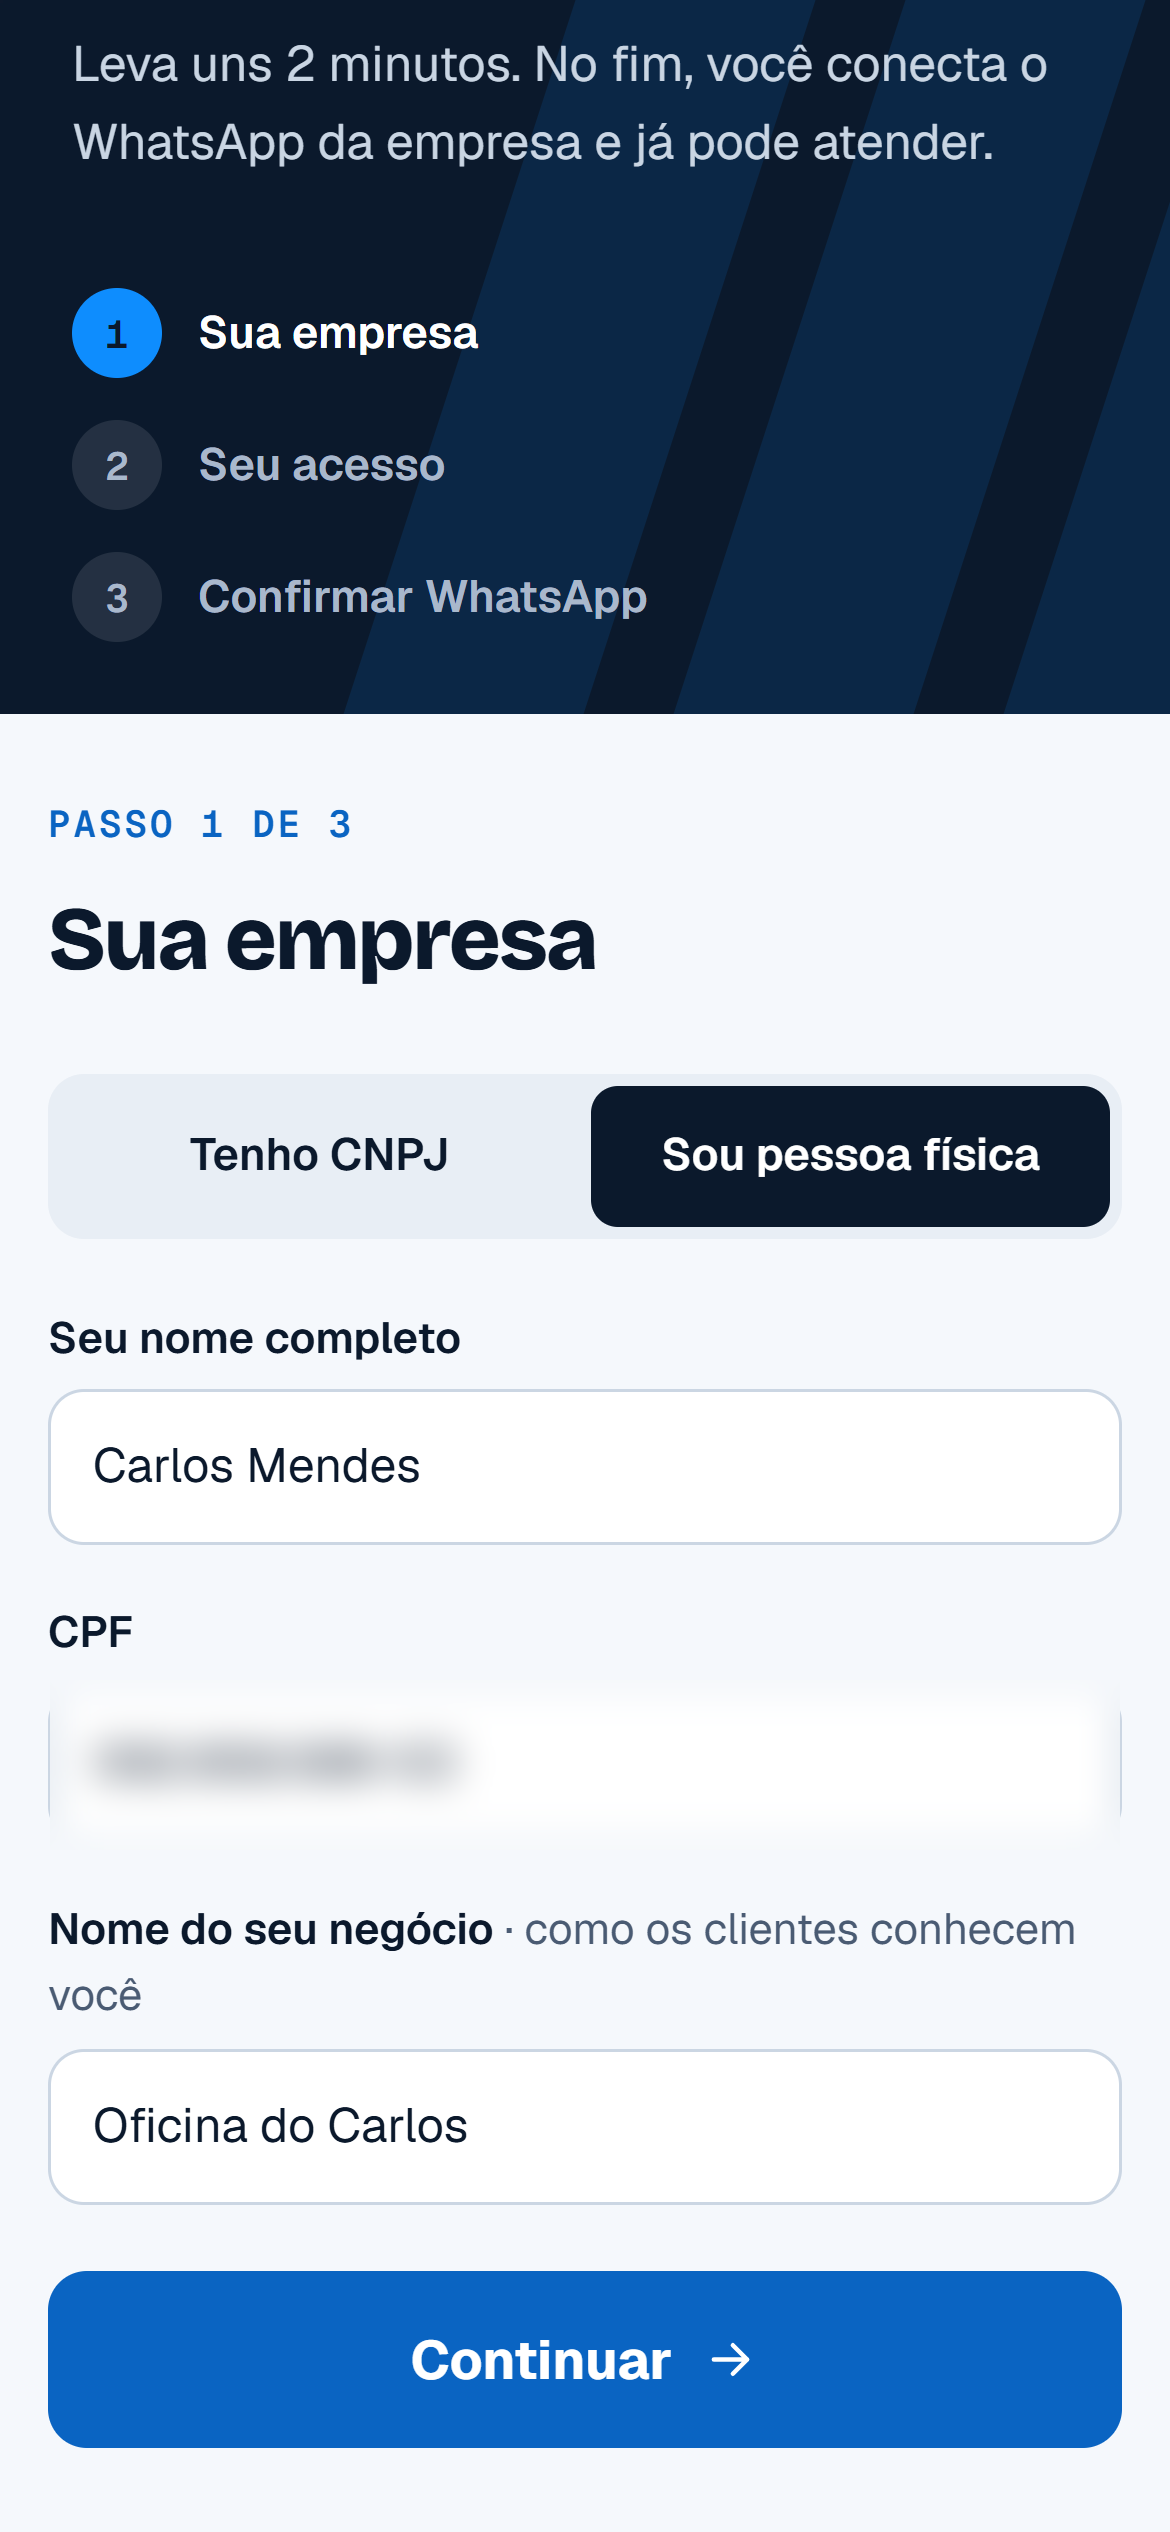 Leva uns 2 minutos. No fim, você conecta o
WhatsApp da empresa e já pode atender.
1 Sua empresa
2 Seu acesso
3 Confirmar WhatsApp
PASSO 1 DE 3
Sua empresa
Tenho CNPJ Sou pessoa física
Seu nome completo
Carlos Mendes
CPF
Nome do seu negócio · como os clientes conhecem
você
Oficina do Carlos
Continuar →